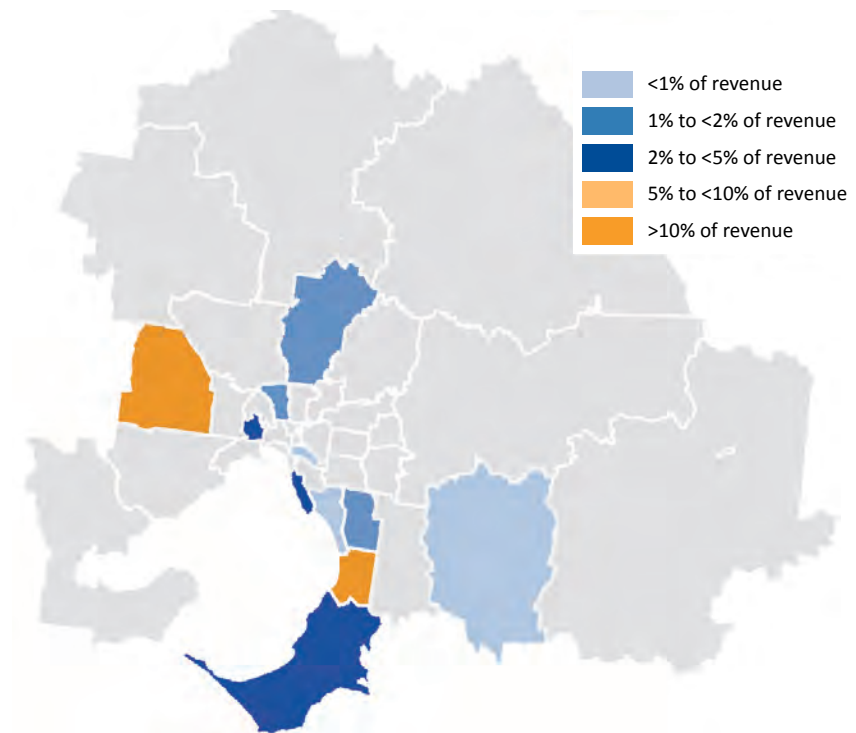 <1% of revenue
1% to <2% of revenue
2% to <5% of revenue
5% to <10% of revenue
>10% of revenue